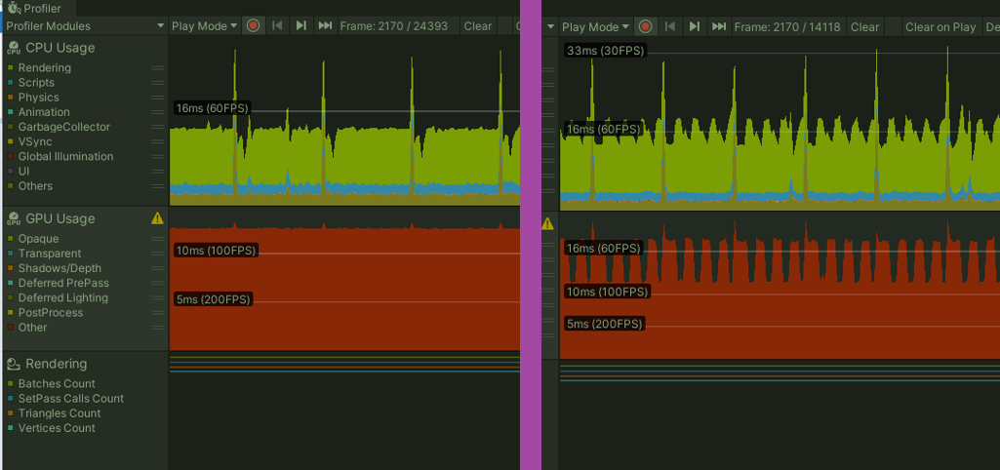 Profiler
Profiler Modules
Play Mode
Frame: 2170 / 24393
Clear
CPU Usage
Rendering
Scripts
Physics
Animation
GarbageCollector
VSync
Global Illumination
UI
Others
16ms (60FPS)
GPU Usage
Opaque
Transparent
Shadows/Depth
Deferred PrePass
Deferred Lighting
PostProcess
Other
10ms (100FPS)
5ms (200FPS)
Rendering
Batches Count
SetPass Calls Count
Triangles Count
Vertices Count
Play Mode
Frame: 2170 / 14118
Clear
Clear on Play
De
33ms (30FPS)
16ms (60FPS)
16ms (60FPS)
10ms (100FPS)
5ms (200FPS)